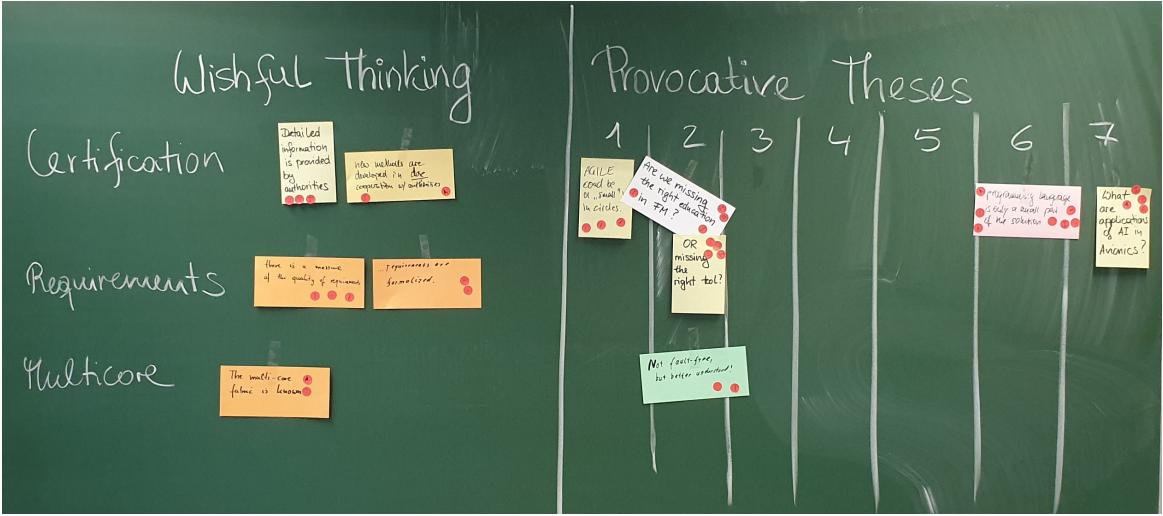 Wishful Thinking
Certification
Detailed
information
is provided
by
authorities
new methods are
developed in
cooperation w/ authorities
Requirements
there is a measure
of the quality of requirements
...requirements are
formalized.
Multicore
The multi-core
fabric is known
Provocative Theses
1 2 3 4 5 6 7
AGILE
could be
a "small"
in circles.
Are we missing
the right education
in FM?
OR
missing
the
right tool?
Not fault-free,
but better understood!
programming language
is only a small part
of the solution
What
are
applications
of AI in
Avionics?